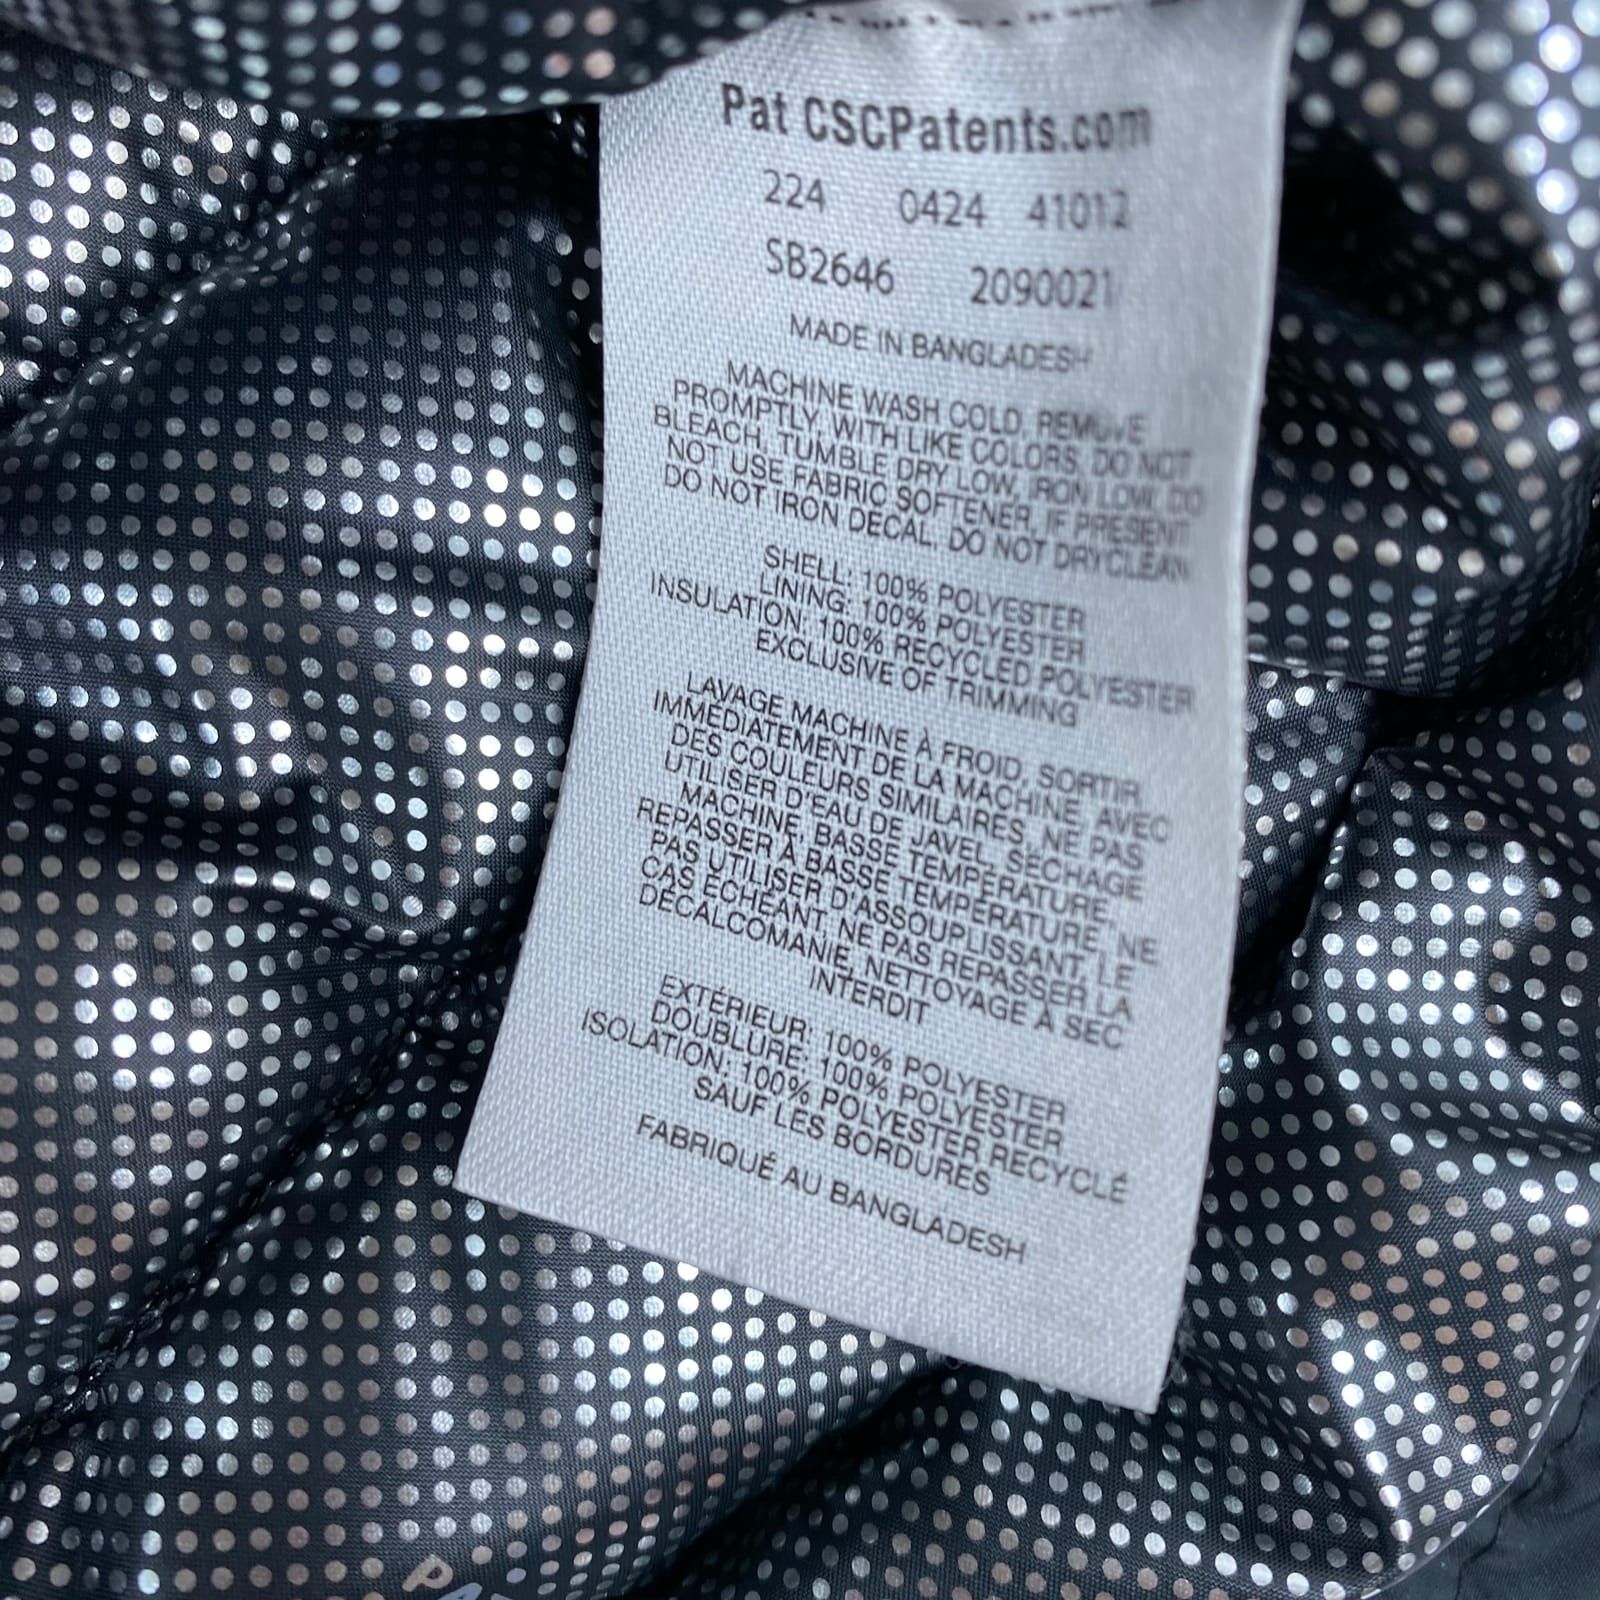 Pat CSCPatents.com
224 0424 41012
SB2646 2090021
MADE IN BANGLADESH
MACHINE WASH COLD, REMOVE
PROMPTLY, WITH LIKE COLORS, DO NOT
BLEACH, TUMBLE DRY LOW, IRON LOW, DO
NOT USE FABRIC SOFTENER, IF PRESENT
DO NOT IRON DECAL. DO NOT DRYCLEAN
SHELL: 100% POLYESTER
LINING: 100% POLYESTER
INSULATION: 100% RECYCLED POLYESTER
EXCLUSIVE OF TRIMMING
LAVAGE MACHINE À FROID, SORTIR
IMMÉDIATEMENT DE LA MACHINE, AVEC
DES COULEURS SIMILAIRES, NE PAS
UTILISER D'EAU DE JAVEL, SÉCHAGE
MACHINE, BASSE TEMPÉRATURE,
REPASSER À BASSE TEMPÉRATURE, NE
PAS UTILISER D'ASSOUPLISSANT, LE
CAS ECHÉANT, NE PAS REPASSER LA
DÉCALCOMANIE, NETTOYAGE À SEC
INTERDIT
EXTÉRIEUR: 100% POLYESTER
DOUBLURE: 100% POLYESTER
ISOLATION: 100% POLYESTER RECYCLÉ
SAUF LES BORDURES
FABRIQUÉ AU BANGLADESH